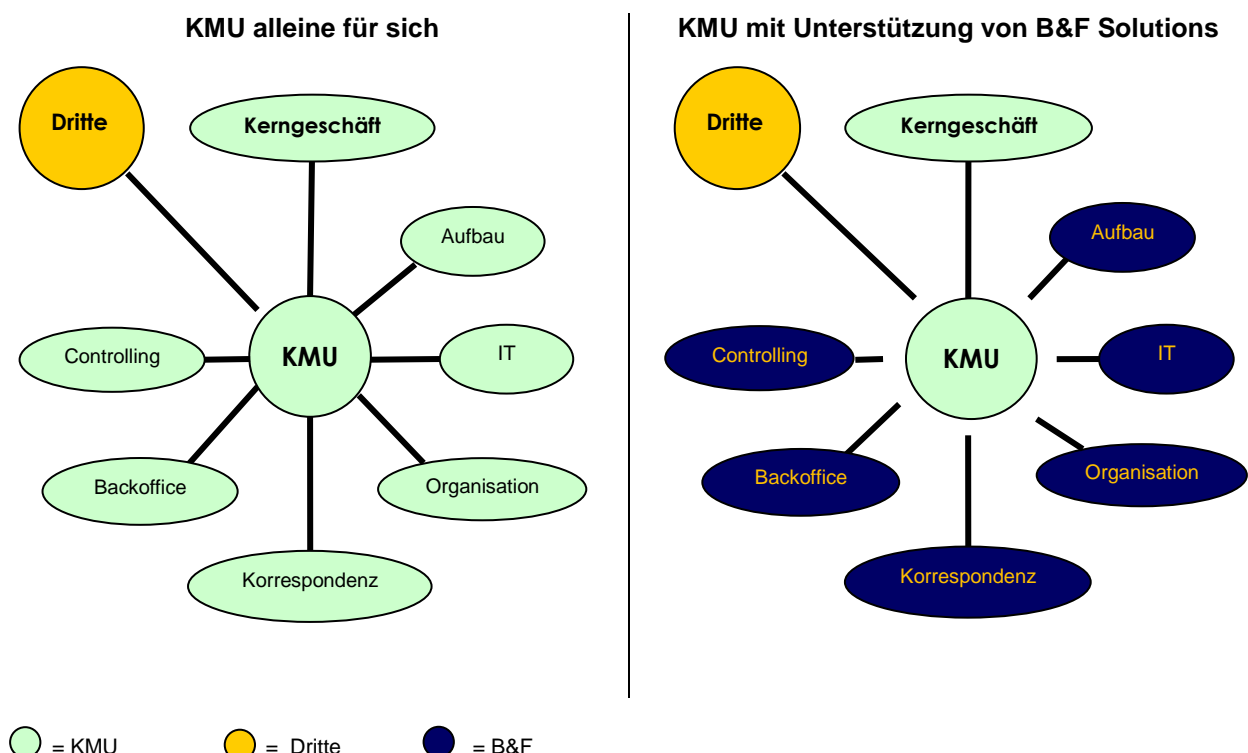 KMU alleine für sich
Dritte
Kerngeschäft
Aufbau
Controlling
KMU
IT
Backoffice
Organisation
Korrespondenz
KMU mit Unterstützung von B&F Solutions
Dritte
Kerngeschäft
Aufbau
Controlling
KMU
IT
Backoffice
Organisation
Korrespondenz
= KMU
= Dritte
= B&F